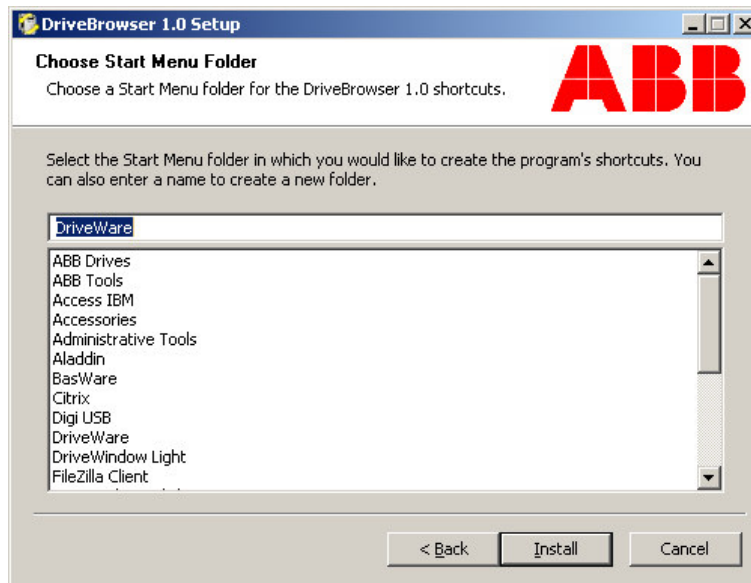 DriveBrowser 1.0 Setup
Choose Start Menu Folder
Choose a Start Menu folder for the DriveBrowser 1.0 shortcuts.
ABB
Select the Start Menu folder in which you would like to create the program's shortcuts. You
can also enter a name to create a new folder.
DriveWare
ABB Drives
ABB Tools
Access IBM
Accessories
Administrative Tools
Aladdin
BasWare
Citrix
Digi USB
DriveWare
DriveWindow Light
FileZilla Client
< Back
Install
Cancel